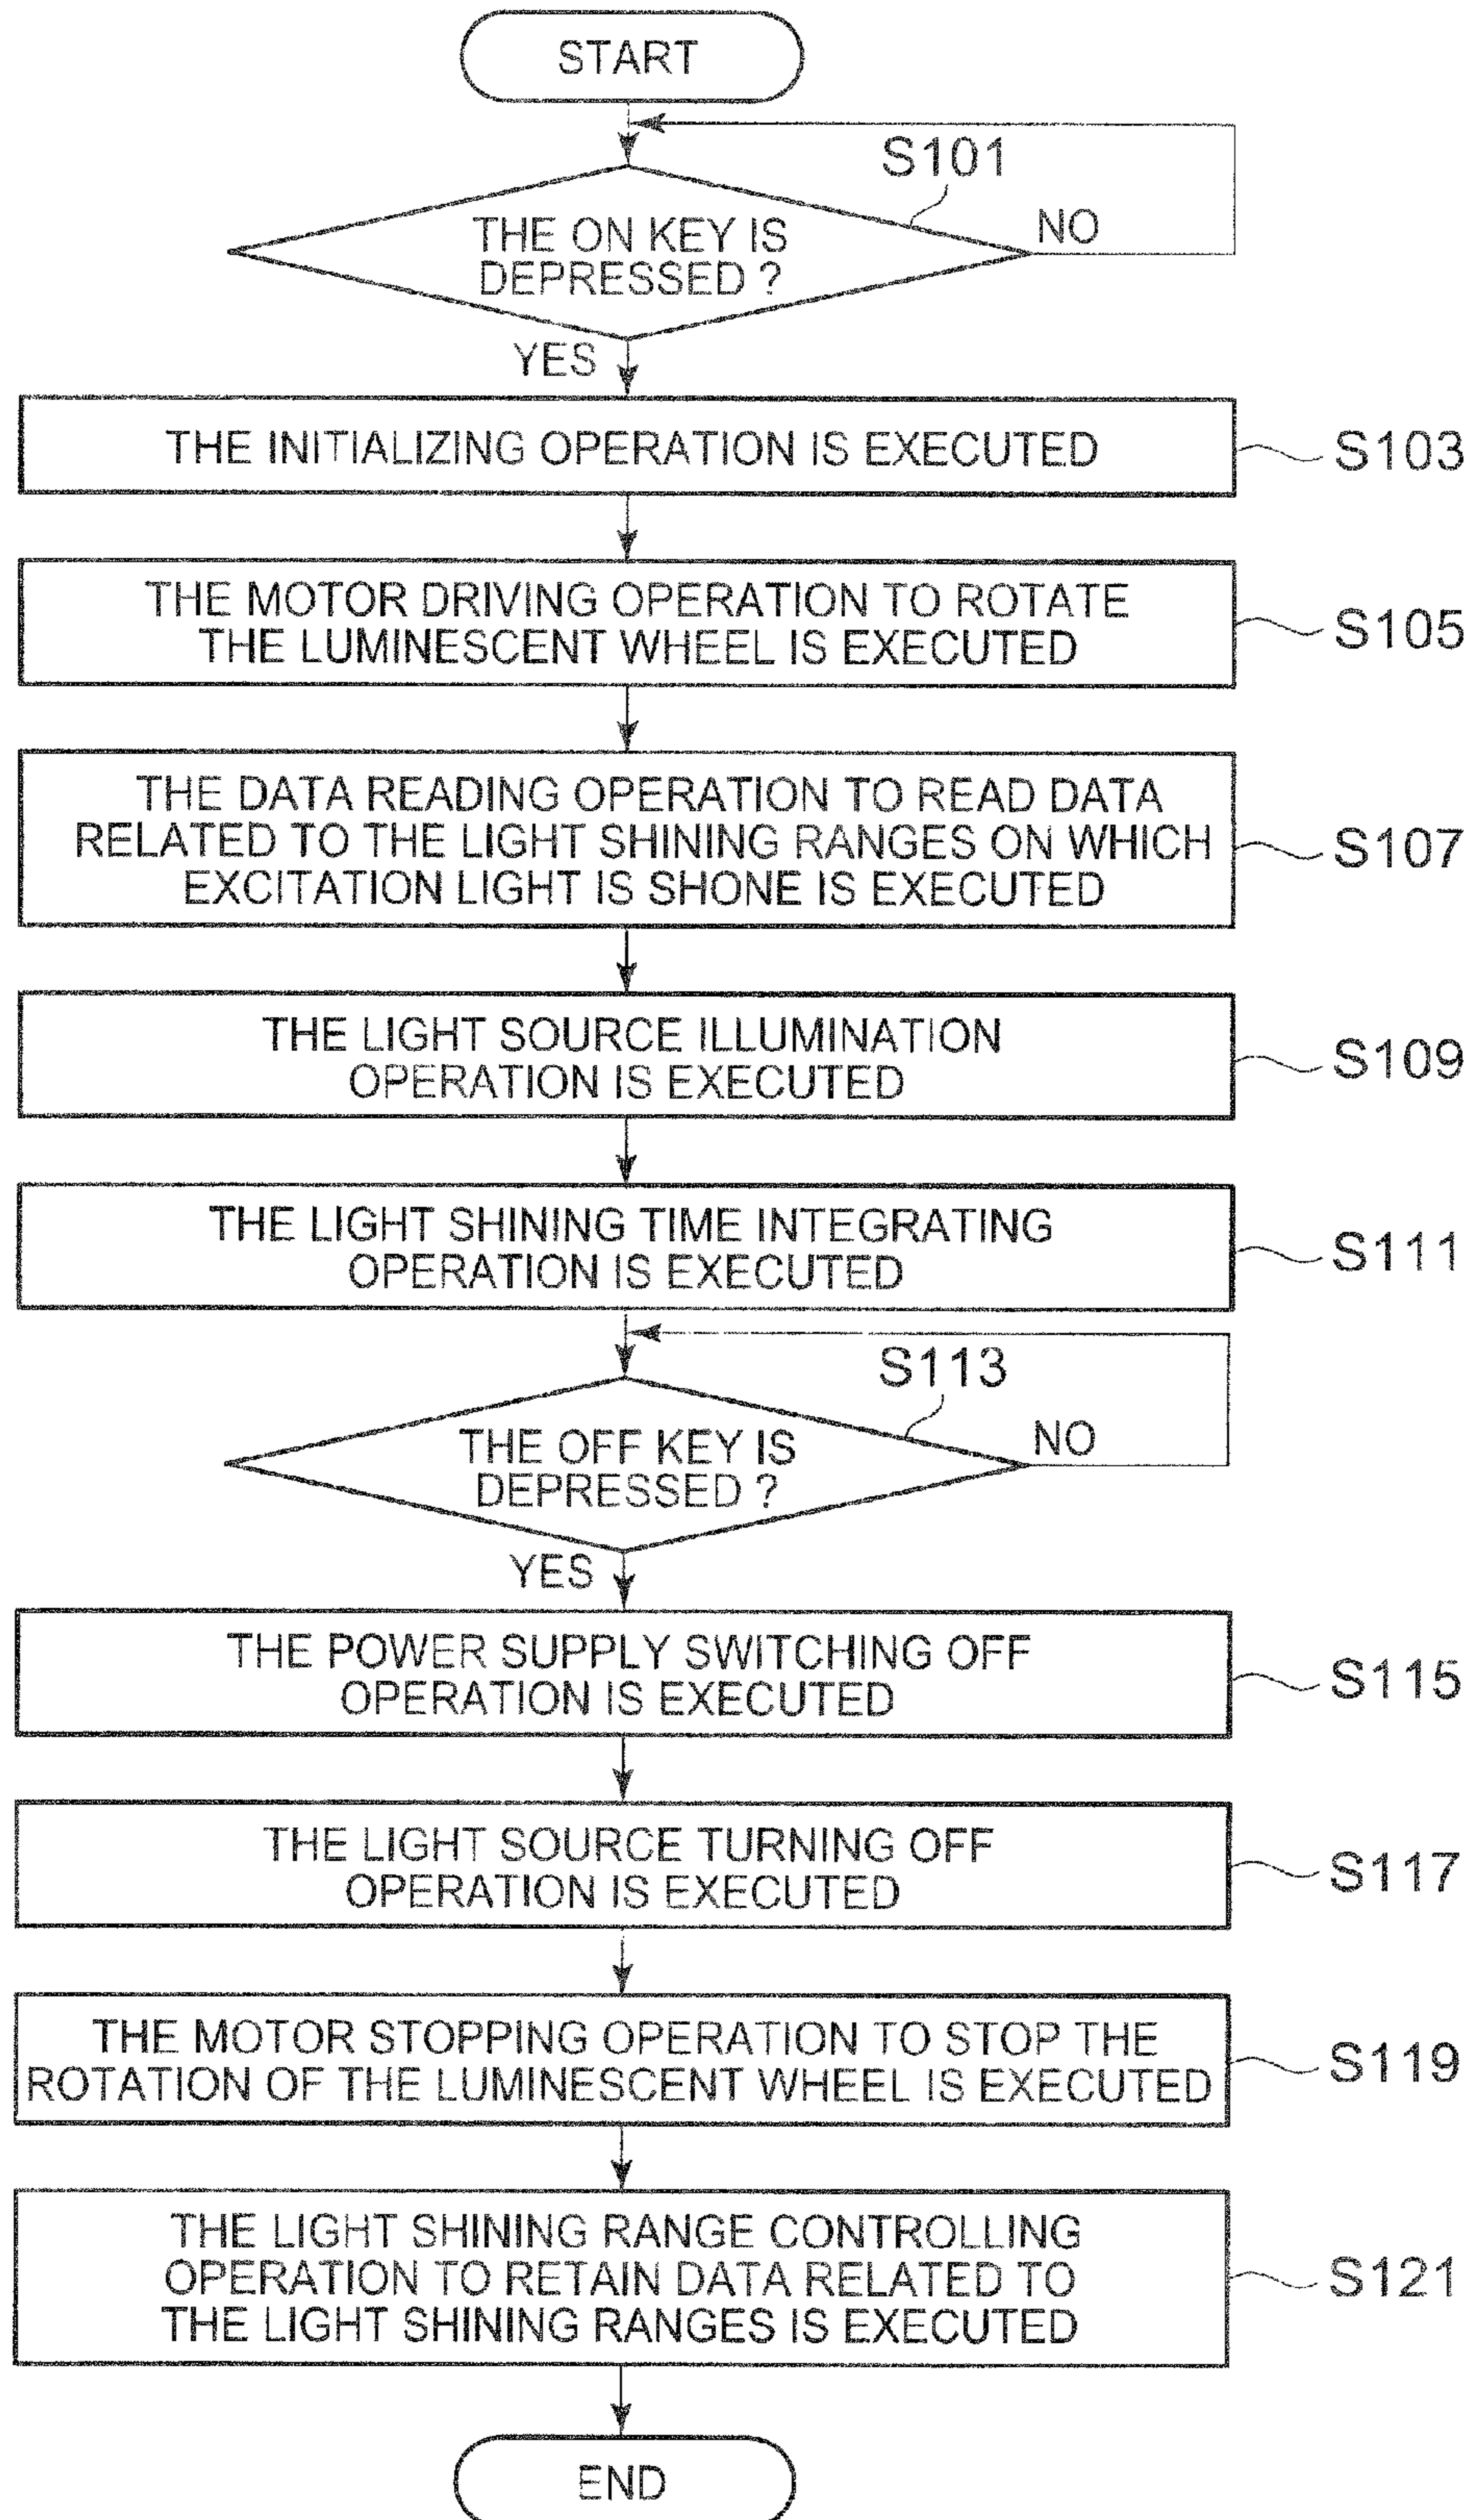 START
S101
THE ON KEY IS
DEPRESSED ?
NO
YES
THE INITIALIZING OPERATION IS EXECUTED
S103
THE MOTOR DRIVING OPERATION TO ROTATE
THE LUMINESCENT WHEEL IS EXECUTED
S105
THE DATA READING OPERATION TO READ DATA
RELATED TO THE LIGHT SHINING RANGES ON WHICH
EXCITATION LIGHT IS SHONE IS EXECUTED
S107
THE LIGHT SOURCE ILLUMINATION
OPERATION IS EXECUTED
S109
THE LIGHT SHINING TIME INTEGRATING
OPERATION IS EXECUTED
S111
S113
THE OFF KEY IS
DEPRESSED ?
NO
YES
THE POWER SUPPLY SWITCHING OFF
OPERATION IS EXECUTED
S115
THE LIGHT SOURCE TURNING OFF
OPERATION IS EXECUTED
S117
THE MOTOR STOPPING OPERATION TO STOP THE
ROTATION OF THE LUMINESCENT WHEEL IS EXECUTED
S119
THE LIGHT SHINING RANGE CONTROLLING
OPERATION TO RETAIN DATA RELATED TO
THE LIGHT SHINING RANGES IS EXECUTED
S121
END